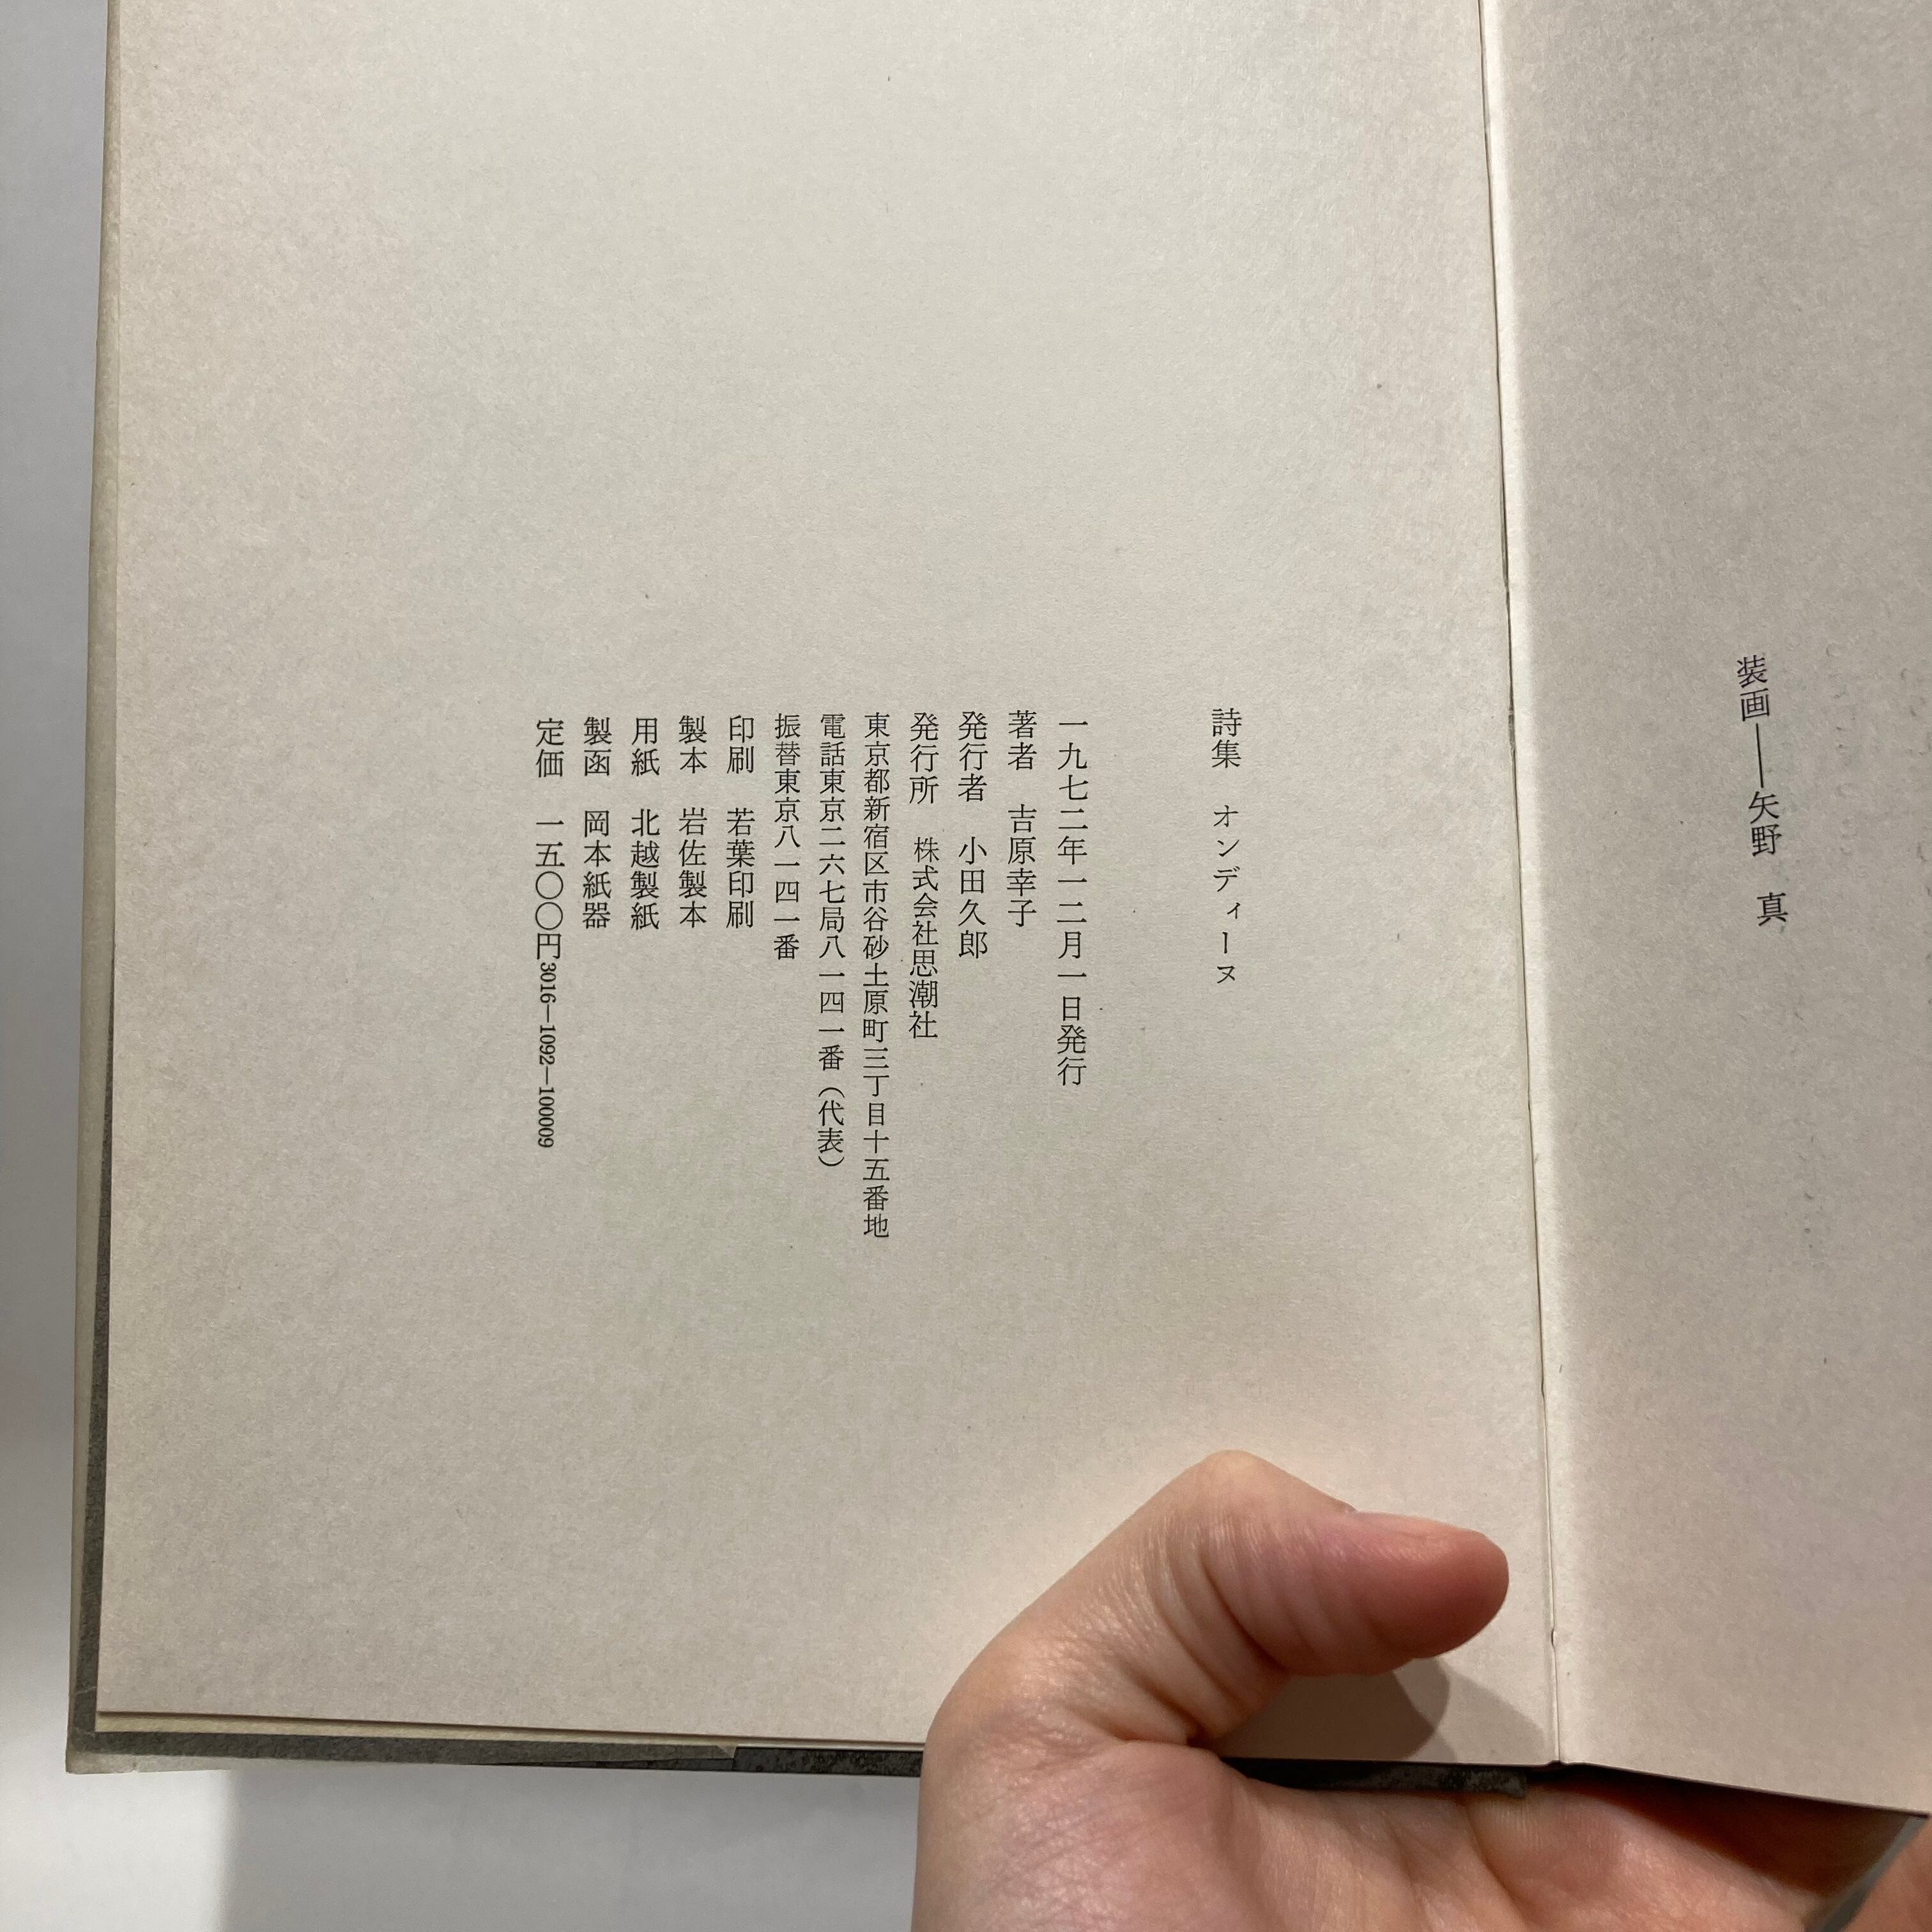 装画――矢野　真
詩集　オンディーヌ
一九七二年一二月一日発行
著者　吉原幸子
発行者　小田久郎
発行所　株式会社思潮社
東京都新宿区市谷砂土原町三丁目十五番地
電話東京二六七局八一四一番（代表）
振替東京八一四一番
印刷　若葉印刷
製本　岩佐製本
用紙　北越製紙
製函　岡本紙器
定価　一五〇〇円3016―1092―100009